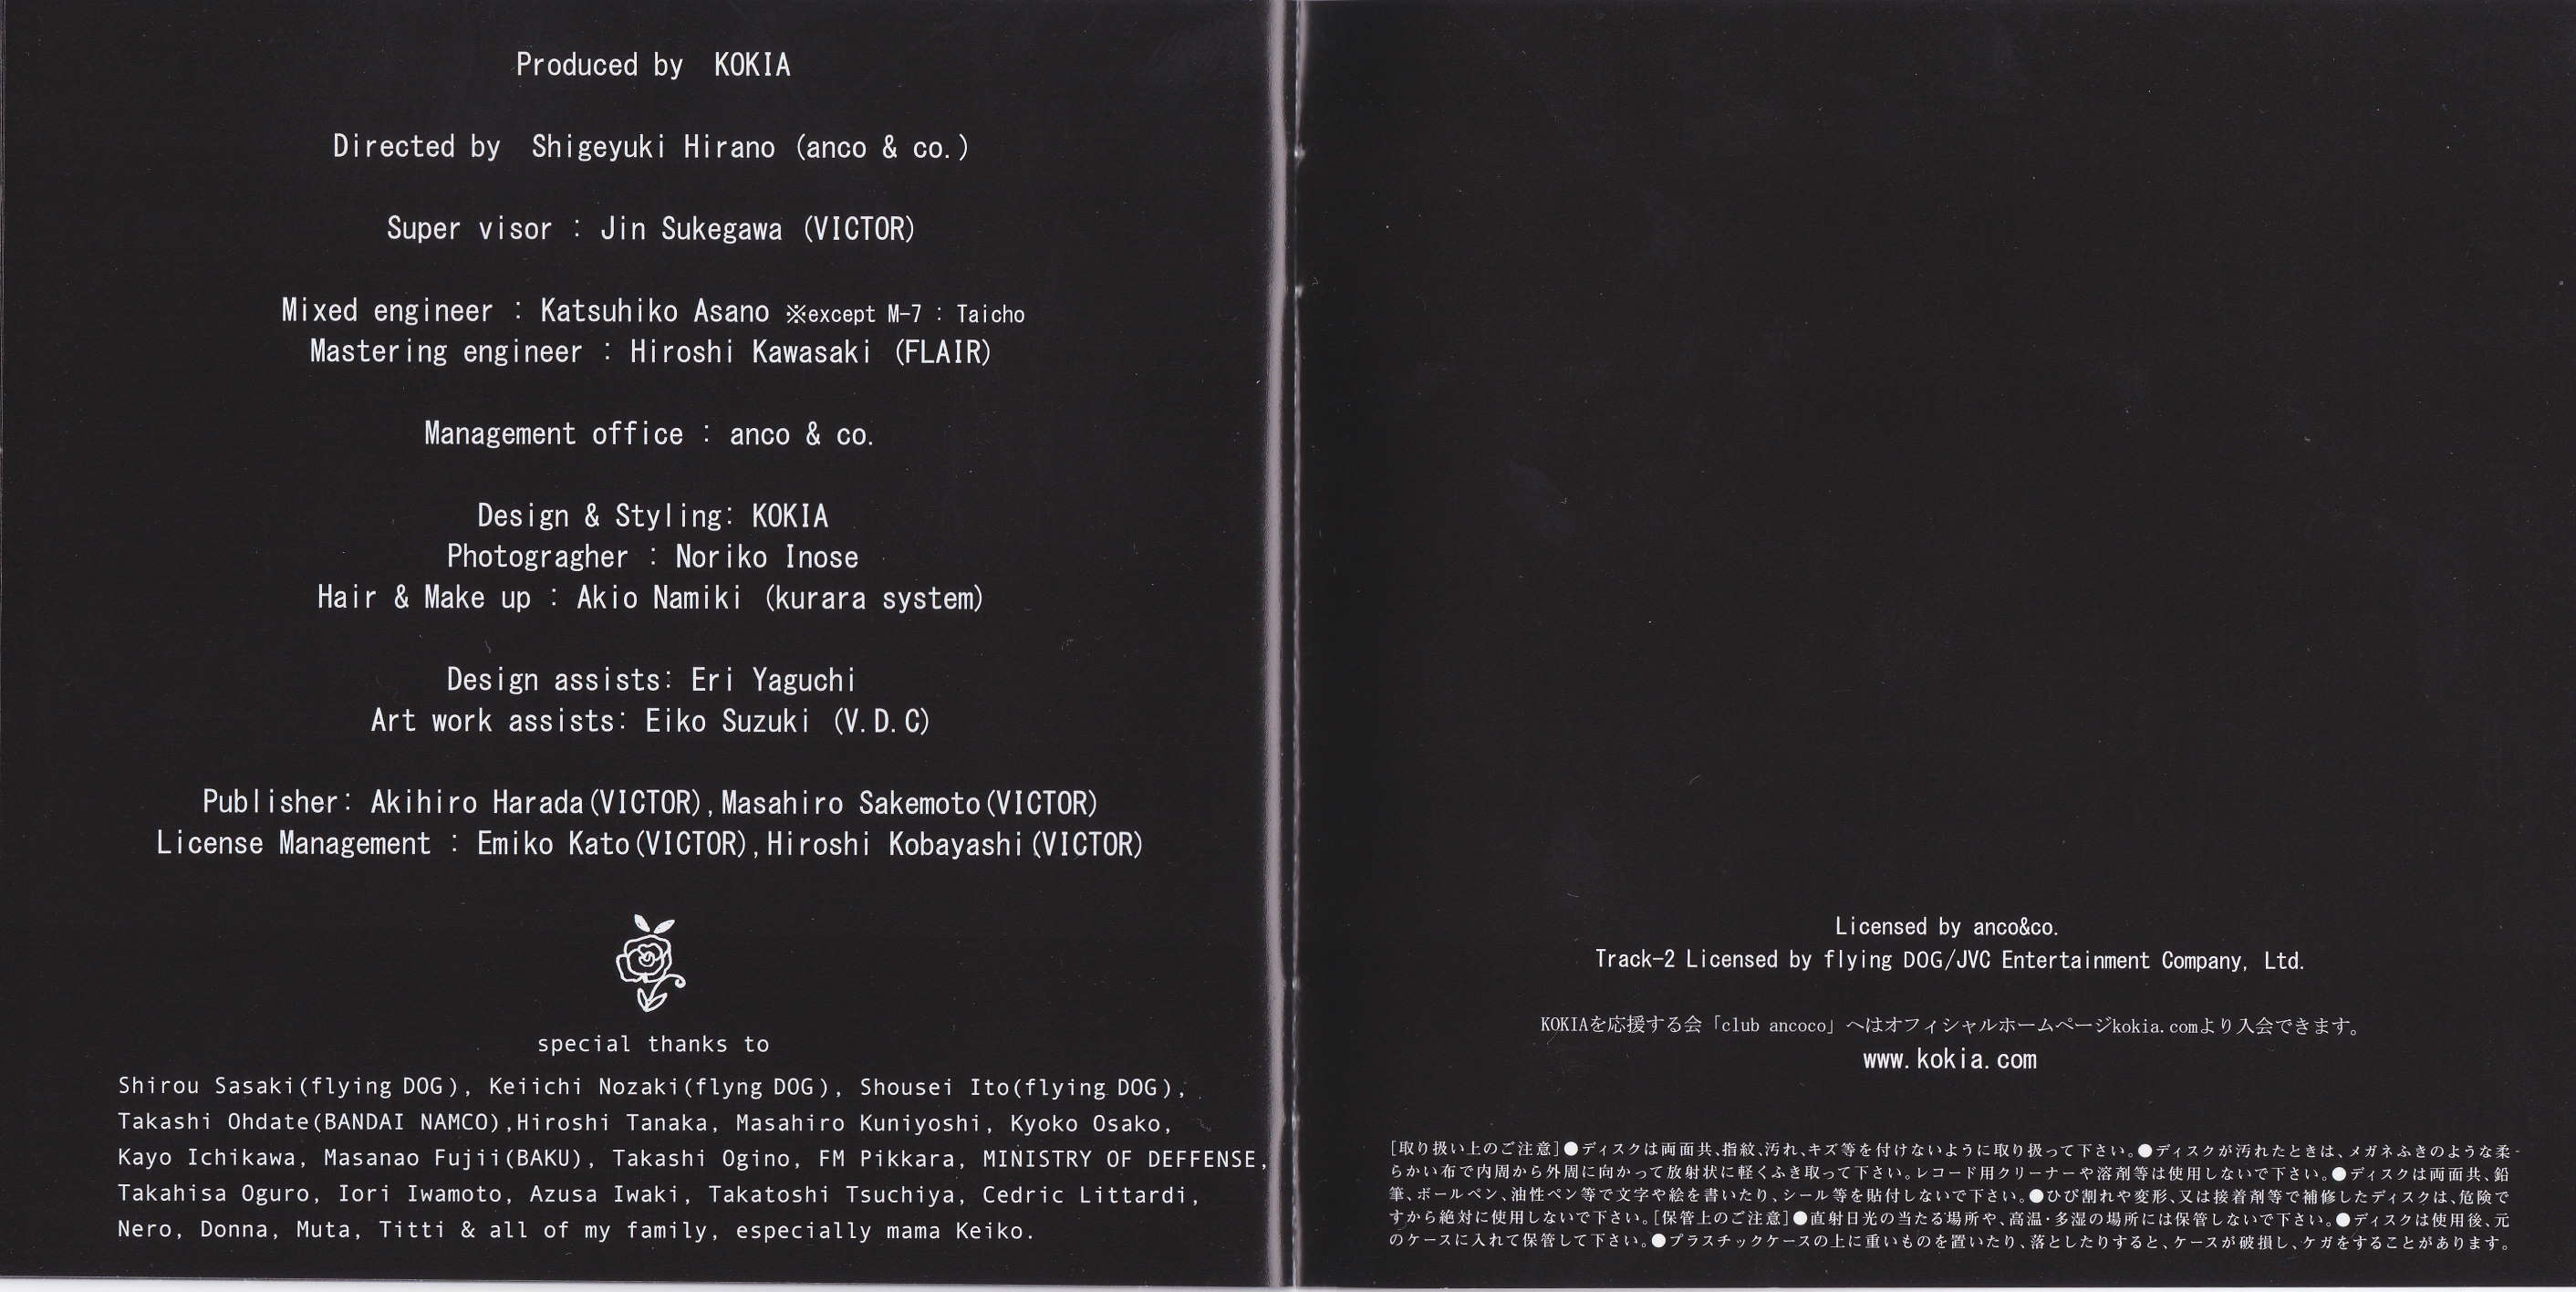 Produced by KOKIA
Directed by Shigeyuki Hirano (anco & co.)
Super visor : Jin Sukegawa (VICTOR)
Mixed engineer : Katsuhiko Asano ※except M-7 : Taicho
Mastering engineer : Hiroshi Kawasaki (FLAIR)
Management office : anco & co.
Design & Styling: KOKIA
Photogragher : Noriko Inose
Hair & Make up : Akio Namiki (kurara system)
Design assists: Eri Yaguchi
Art work assists: Eiko Suzuki (V.D.C)
Publisher: Akihiro Harada(VICTOR),Masahiro Sakemoto(VICTOR)
License Management : Emiko Kato(VICTOR),Hiroshi Kobayashi(VICTOR)
special thanks to
Shirou Sasaki(flying DOG), Keiichi Nozaki(flyng DOG), Shousei Ito(flying DOG),
Takashi Ohdate(BANDAI NAMCO),Hiroshi Tanaka, Masahiro Kuniyoshi, Kyoko Osako,
Kayo Ichikawa, Masanao Fujii(BAKU), Takashi Ogino, FM Pikkara, MINISTRY OF DEFFENSE,
Takahisa Oguro, Iori Iwamoto, Azusa Iwaki, Takatoshi Tsuchiya, Cedric Littardi,
Nero, Donna, Muta, Titti & all of my family, especially mama Keiko.
Licensed by anco&co.
Track-2 Licensed by flying DOG/JVC Entertainment Company, Ltd.
KOKIAを応援する会「club ancoco」へはオフィシャルホームページkokia.comより入会できます。
www.kokia.com
[取り扱い上のご注意]●ディスクは両面共、指紋、汚れ、キズ等を付けないように取り扱って下さい。●ディスクが汚れたときは、メガネふきのような柔
らかい布で内周から外周に向かって放射状に軽くふき取って下さい。レコード用クリーナーや溶剤等は使用しないで下さい。●ディスクは両面共、鉛
筆、ボールペン、油性ペン等で文字や絵を書いたり、シール等を貼付しないで下さい。●ひび割れや変形、又は接着剤等で補修したディスクは、危険で
すから絶対に使用しないで下さい。[保管上のご注意]●直射日光の当たる場所や、高温・多湿の場所には保管しないで下さい。●ディスクは使用後、元
のケースに入れて保管して下さい。●プラスチックケースの上に重いものを置いたり、落としたりすると、ケースが破損し、ケガをすることがあります。